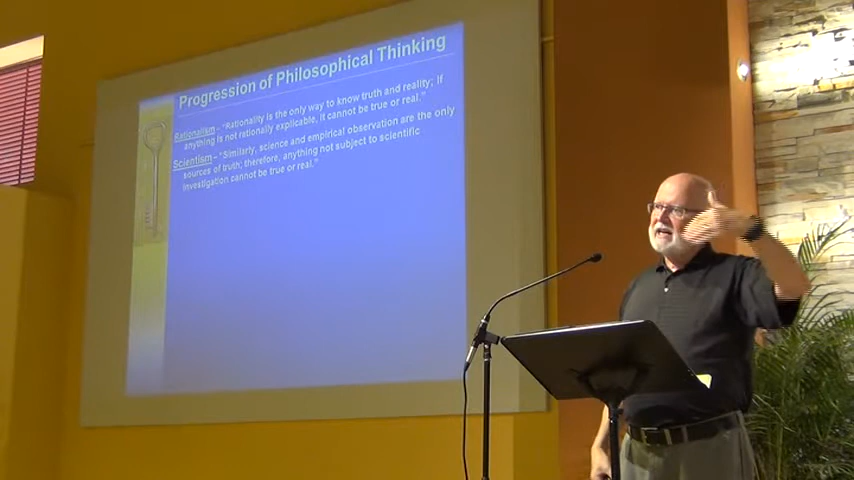 Progression of Philosophical Thinking
Rationalism – "Rationality is the only way to know truth and reality; If
anything is not rationally explicable, it cannot be true or real."
Scientism – "Similarly, science and empirical observation are the only
sources of truth; therefore, anything not subject to scientific
investigation cannot be true or real."